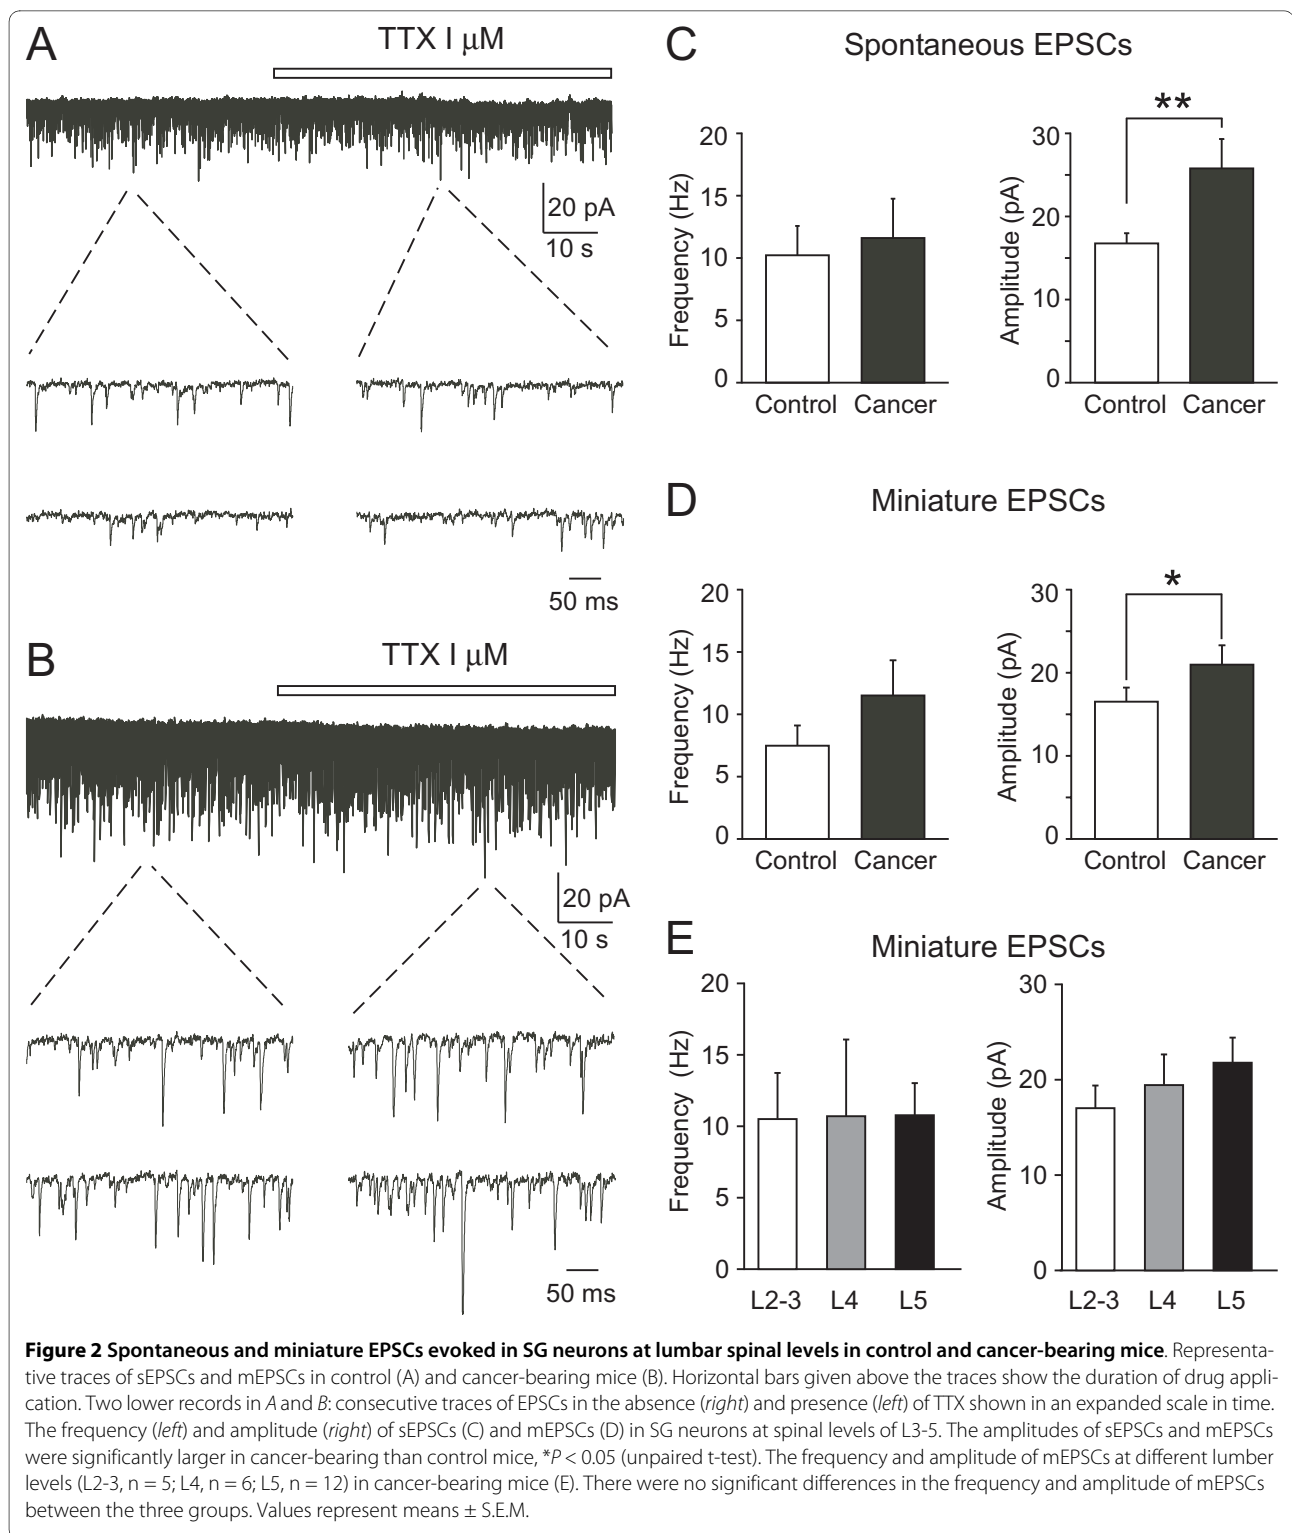 A
TTX I μM
20 pA
10 s
50 ms
B
TTX I μM
20 pA
10 s
50 ms
C
Spontaneous EPSCs
Frequency (Hz)
20
15
10
5
0
Control Cancer
**
Amplitude (pA)
30
20
10
0
Control Cancer
D
Miniature EPSCs
Frequency (Hz)
20
15
10
5
0
Control Cancer
*
Amplitude (pA)
30
20
10
0
Control Cancer
E
Miniature EPSCs
Frequency (Hz)
20
15
10
5
0
L2-3 L4 L5
Amplitude (pA)
30
20
10
0
L2-3 L4 L5
Figure 2 Spontaneous and miniature EPSCs evoked in SG neurons at lumbar spinal levels in control and cancer-bearing mice. Representa-
tive traces of sEPSCs and mEPSCs in control (A) and cancer-bearing mice (B). Horizontal bars given above the traces show the duration of drug appli-
cation. Two lower records in A and B: consecutive traces of EPSCs in the absence (right) and presence (left) of TTX shown in an expanded scale in time.
The frequency (left) and amplitude (right) of sEPSCs (C) and mEPSCs (D) in SG neurons at spinal levels of L3-5. The amplitudes of sEPSCs and mEPSCs
were significantly larger in cancer-bearing than control mice, *P < 0.05 (unpaired t-test). The frequency and amplitude of mEPSCs at different lumber
levels (L2-3, n = 5; L4, n = 6; L5, n = 12) in cancer-bearing mice (E). There were no significant differences in the frequency and amplitude of mEPSCs
between the three groups. Values represent means ± S.E.M.